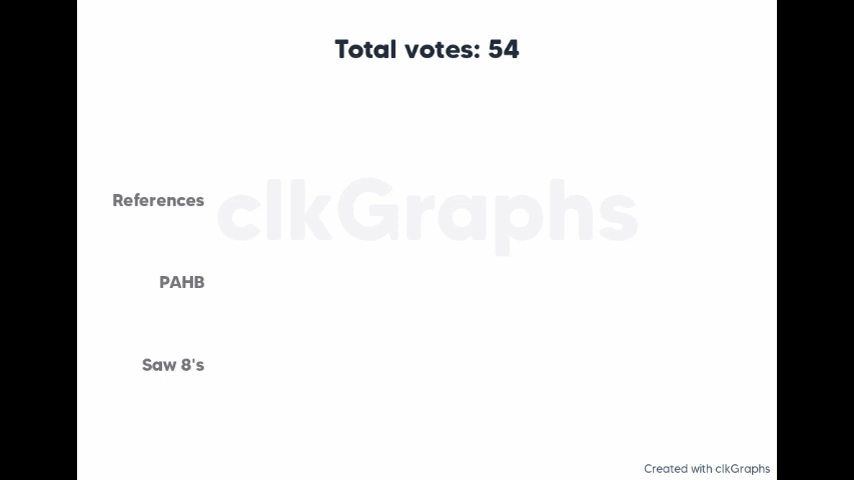 Total votes: 54
clkGraphs
References
PAHB
Saw 8's
Created with clkGraphs